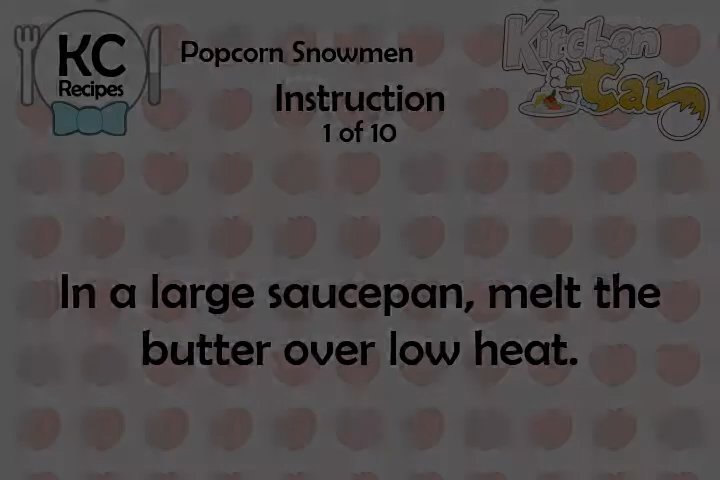 KC
Recipes
Popcorn Snowmen
Kitchen
Cat
Instruction
1 of 10
In a large saucepan, melt the
butter over low heat.